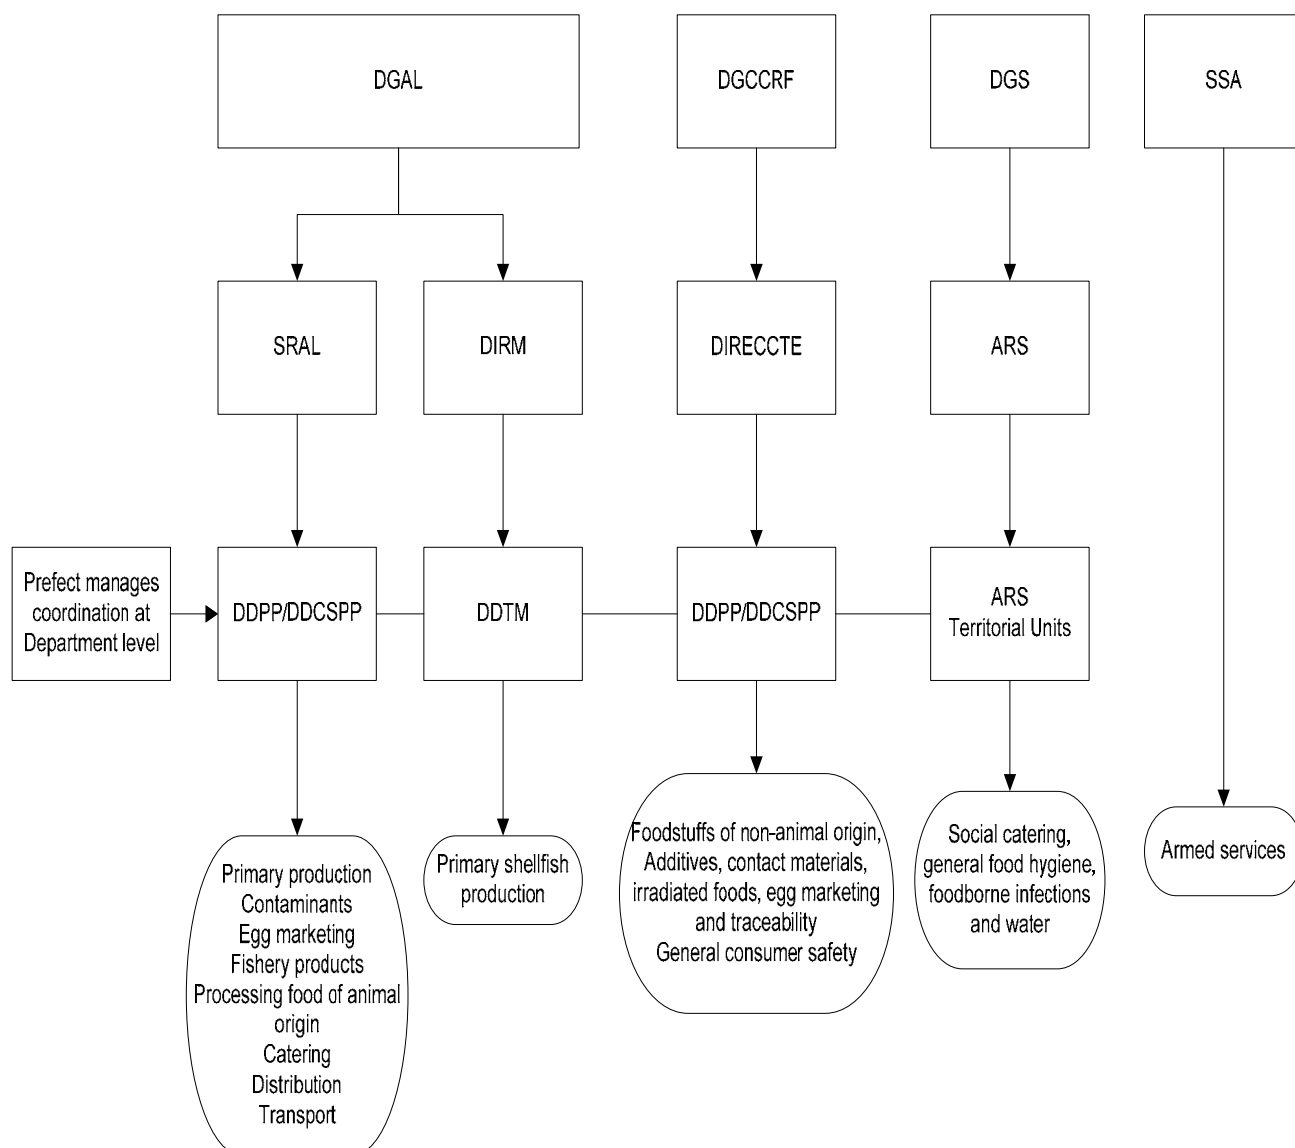 DGAL
DGCCRF
DGS
SSA
SRAL
DIRM
DIRECCTE
ARS
Prefect manages
coordination at
Department level
DDPP/DDCSPP
DDTM
DDPP/DDCSPP
ARS
Territorial Units
Primary production
Contaminants
Egg marketing
Fishery products
Processing food of animal
origin
Catering
Distribution
Transport
Primary shellfish
production
Foodstuffs of non-animal origin,
Additives, contact materials,
irradiated foods, egg marketing
and traceability
General consumer safety
Social catering,
general food hygiene,
foodborne infections
and water
Armed services